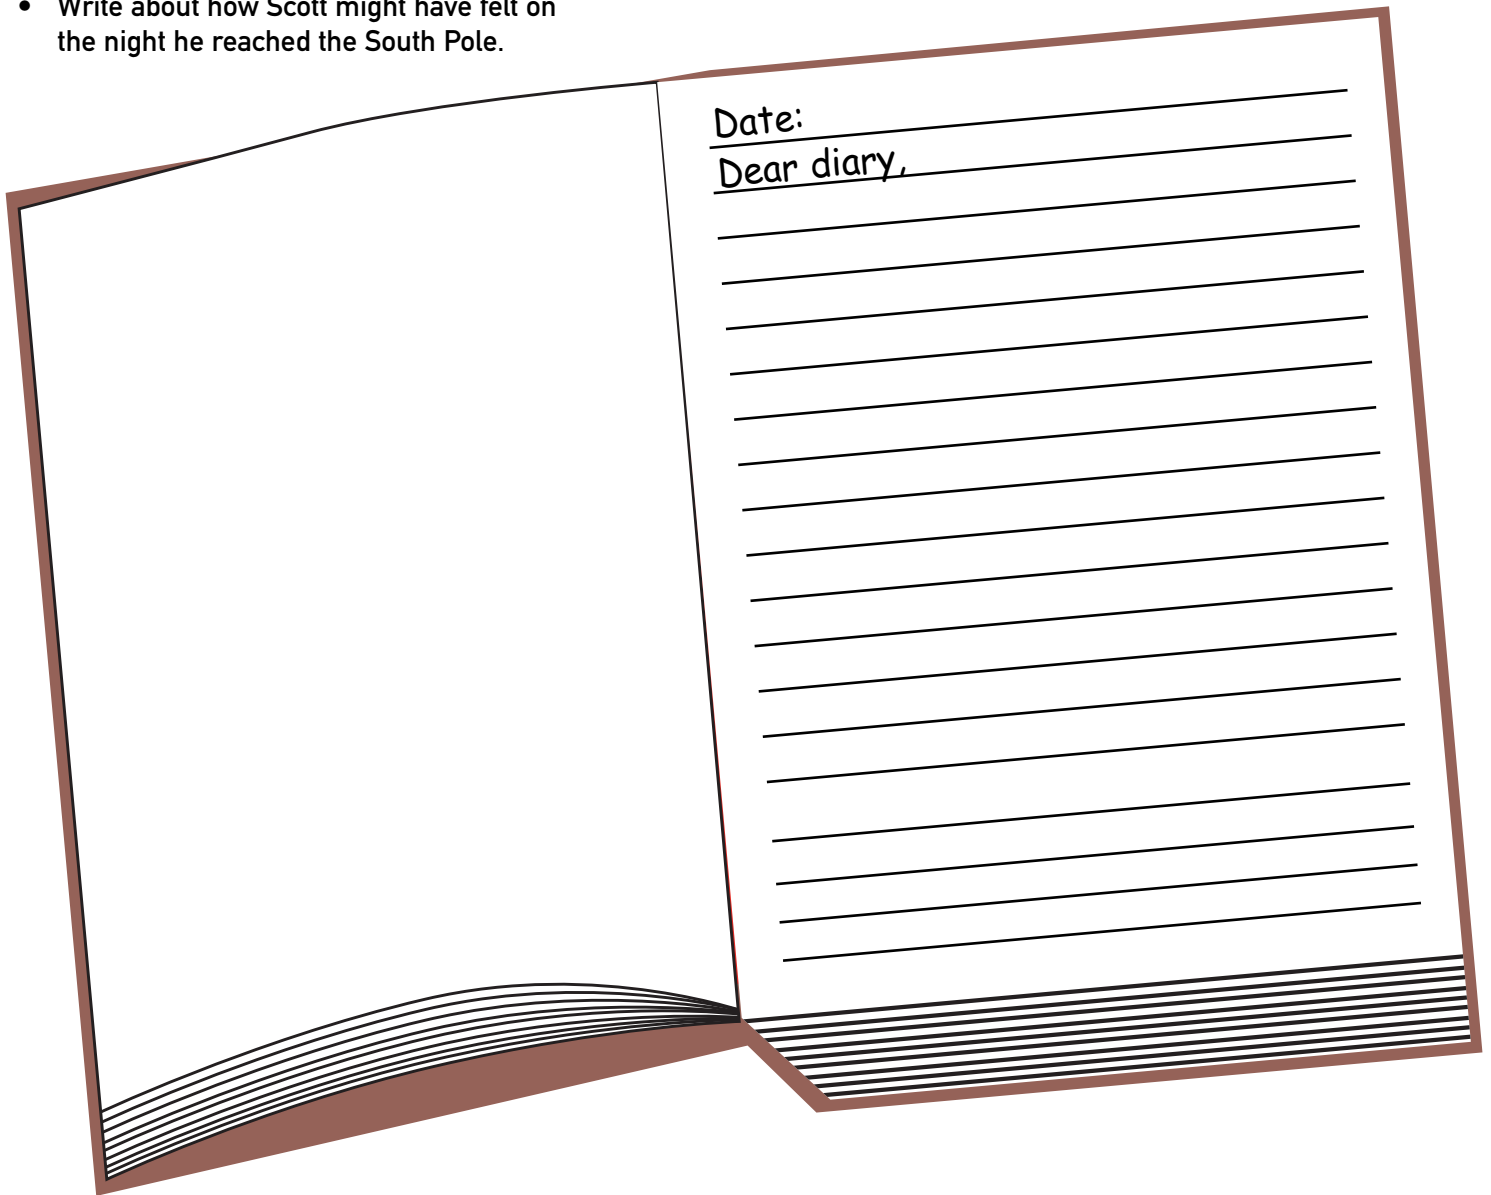 • Write about how Scott might have felt on
the night he reached the South Pole.
Date:
Dear diary,